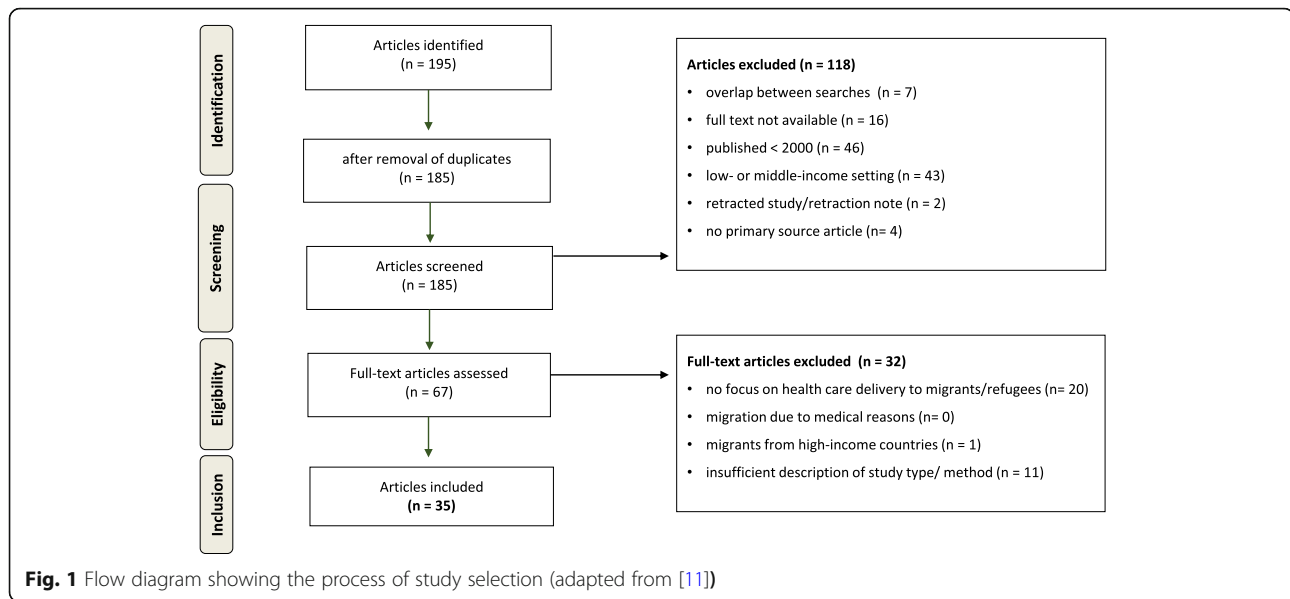 Identification
Articles identified
(n = 195)
after removal of duplicates
(n = 185)
Screening
Articles screened
(n = 185)
Articles excluded (n = 118)
• overlap between searches (n = 7)
• full text not available (n = 16)
• published < 2000 (n = 46)
• low- or middle-income setting (n = 43)
• retracted study/retraction note (n = 2)
• no primary source article (n= 4)
Eligibility
Full-text articles assessed
(n = 67)
Full-text articles excluded (n = 32)
• no focus on health care delivery to migrants/refugees (n= 20)
• migration due to medical reasons (n= 0)
• migrants from high-income countries (n = 1)
• insufficient description of study type/ method (n = 11)
Inclusion
Articles included
(n = 35)
Fig. 1 Flow diagram showing the process of study selection (adapted from [11])